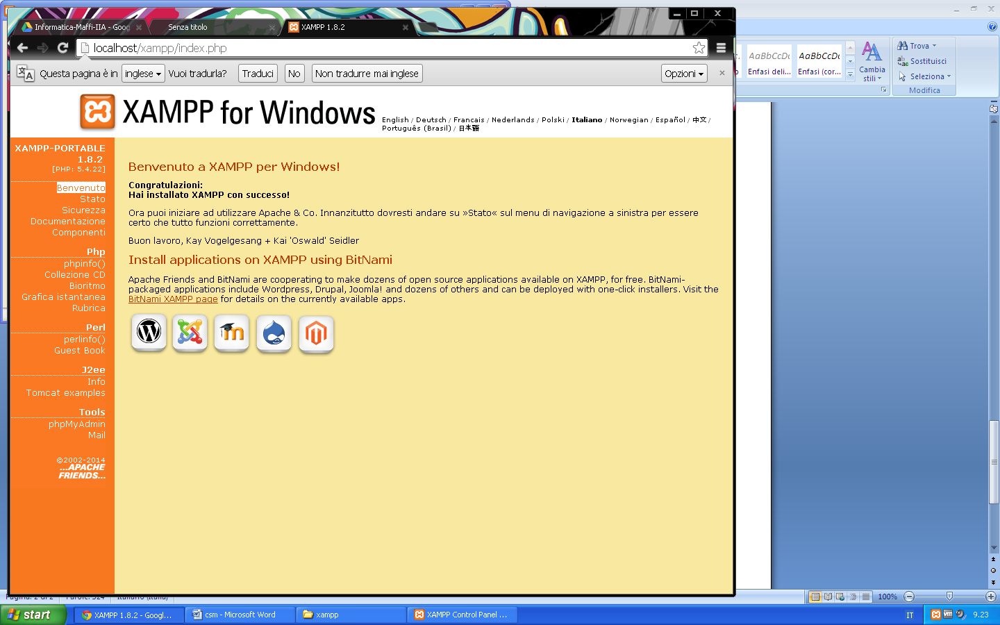 Informatica-Maffi-IIA - Goog
Senza titolo
XAMPP 1.8.2
localhost/xampp/index.php
Questa pagina è in inglese Vuoi tradurla? Traduci No Non tradurre mai inglese Opzioni
XAMPP for Windows
English / Deutsch / Francais / Nederlands / Polski / Italiano / Norwegian / Español / 中文 /
Português (Brasil) / 日本語
XAMPP-PORTABLE
1.8.2
[PHP: 5.4.22]
Benvenuto
Stato
Sicurezza
Documentazione
Componenti
Php
phpinfo()
Collezione CD
Bioritmo
Grafica istantanea
Rubrica
Perl
perlinfo()
Guest Book
J2ee
Info
Tomcat examples
Tools
phpMyAdmin
Mail
©2002-2014
...APACHE
FRIENDS...
Benvenuto a XAMPP per Windows!
Congratulazioni:
Hai installato XAMPP con successo!
Ora puoi iniziare ad utilizzare Apache & Co. Innanzitutto dovresti andare su »Stato« sul menu di navigazione a sinistra per essere
certo che tutto funzioni correttamente.
Buon lavoro, Kay Vogelgesang + Kai 'Oswald' Seidler
Install applications on XAMPP using BitNami
Apache Friends and BitNami are cooperating to make dozens of open source applications available on XAMPP, for free. BitNami-
packaged applications include Wordpress, Drupal, Joomla! and dozens of others and can be deployed with one-click installers. Visit the
BitNami XAMPP page for details on the currently available apps.
AaBbCcDc AaBbCcDc
Enfasi deli... Enfasi (cor...
Cambia
stili
Trova
Sostituisci
Seleziona
Modifica
100%
start
XAMPP 1.8.2 - Googl...
csm - Microsoft Word
xampp
XAMPP Control Panel ...
IT
9.23